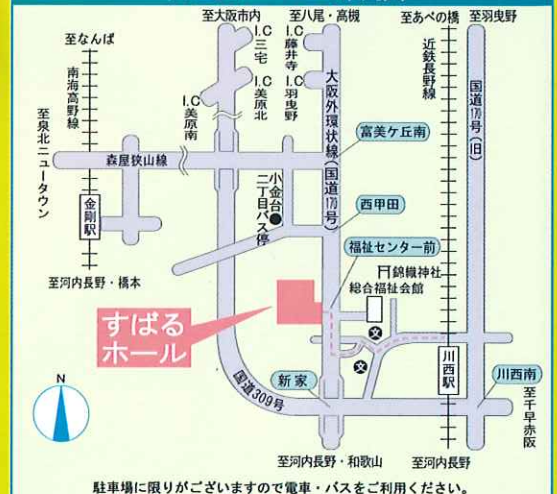 至大阪市内
至八尾・高槻
至あべの橋
至羽曳野
至なんば
南海高野線
至泉北ニュータウン
I.C
三宅
I.C
美原北
I.C
美原南
I.C
藤井寺
I.C
羽曳野
大阪外環状線(国道170号)
近鉄長野線
国道170号(旧)
森屋狭山線
富美ケ丘南
金剛駅
小金台二丁目バス停
西甲田
福祉センター前
錦織神社
総合福祉会館
至河内長野・橋本
すばる
ホール
文
文
川西駅
N
国道309号
新家
川西南
至千早赤阪
至河内長野・和歌山
至河内長野
駐車場に限りがございますので電車・バスをご利用ください。